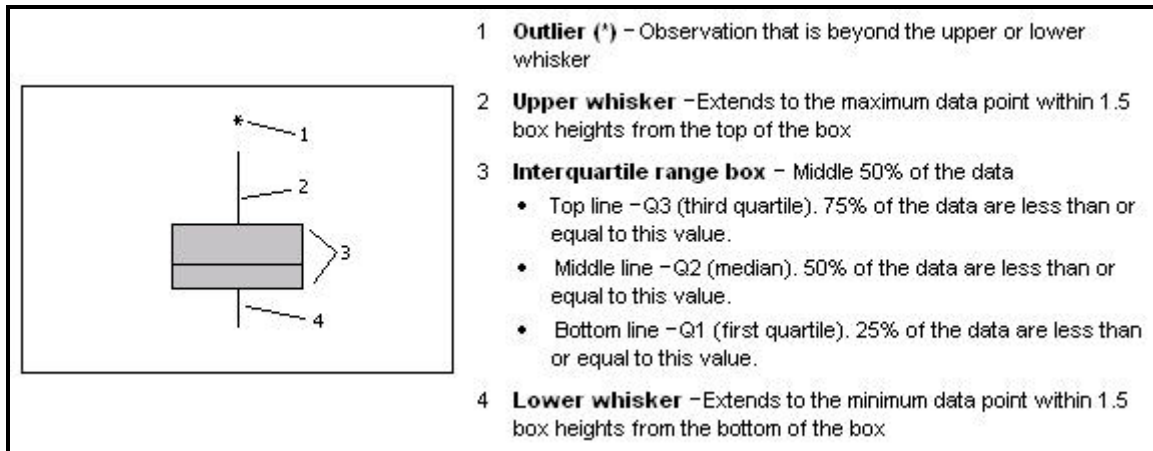 1 Outlier (*) – Observation that is beyond the upper or lower
whisker
2 Upper whisker –Extends to the maximum data point within 1.5
box heights from the top of the box
3 Interquartile range box – Middle 50% of the data
• Top line –Q3 (third quartile). 75% of the data are less than or
equal to this value.
• Middle line –Q2 (median). 50% of the data are less than or
equal to this value.
• Bottom line –Q1 (first quartile). 25% of the data are less than
or equal to this value.
4 Lower whisker –Extends to the minimum data point within 1.5
box heights from the bottom of the box
*
1
2
3
4